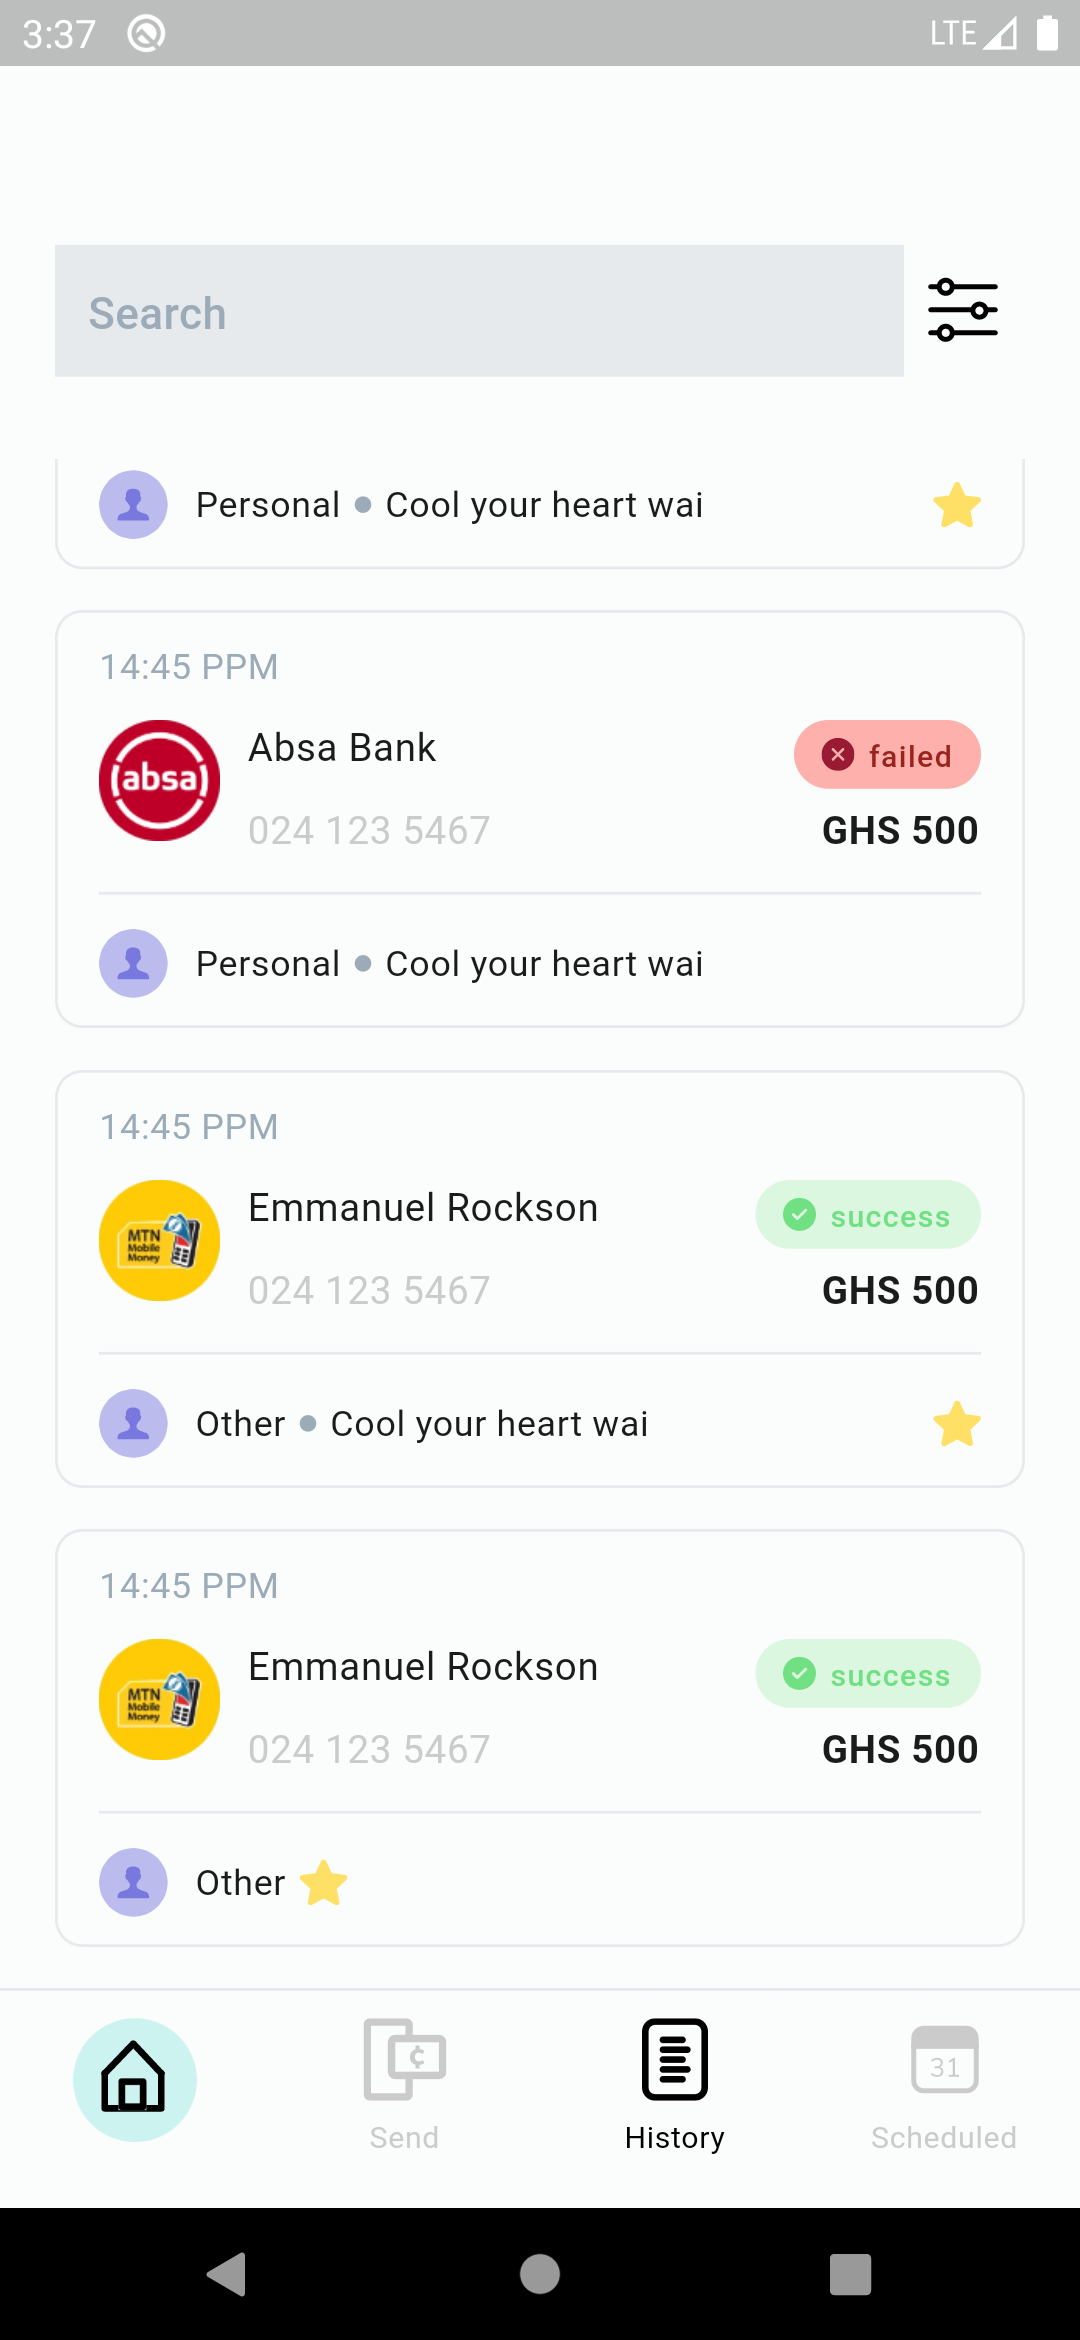 3:37 LTE
Search
Personal • Cool your heart wai
14:45 PPM
absa Absa Bank failed
024 123 5467 GHS 500
Personal • Cool your heart wai
14:45 PPM
Emmanuel Rockson success
MTN
Mobile
Money
024 123 5467 GHS 500
Other • Cool your heart wai
14:45 PPM
Emmanuel Rockson success
MTN
Mobile
Money
024 123 5467 GHS 500
Other
¢ 31
Send History Scheduled